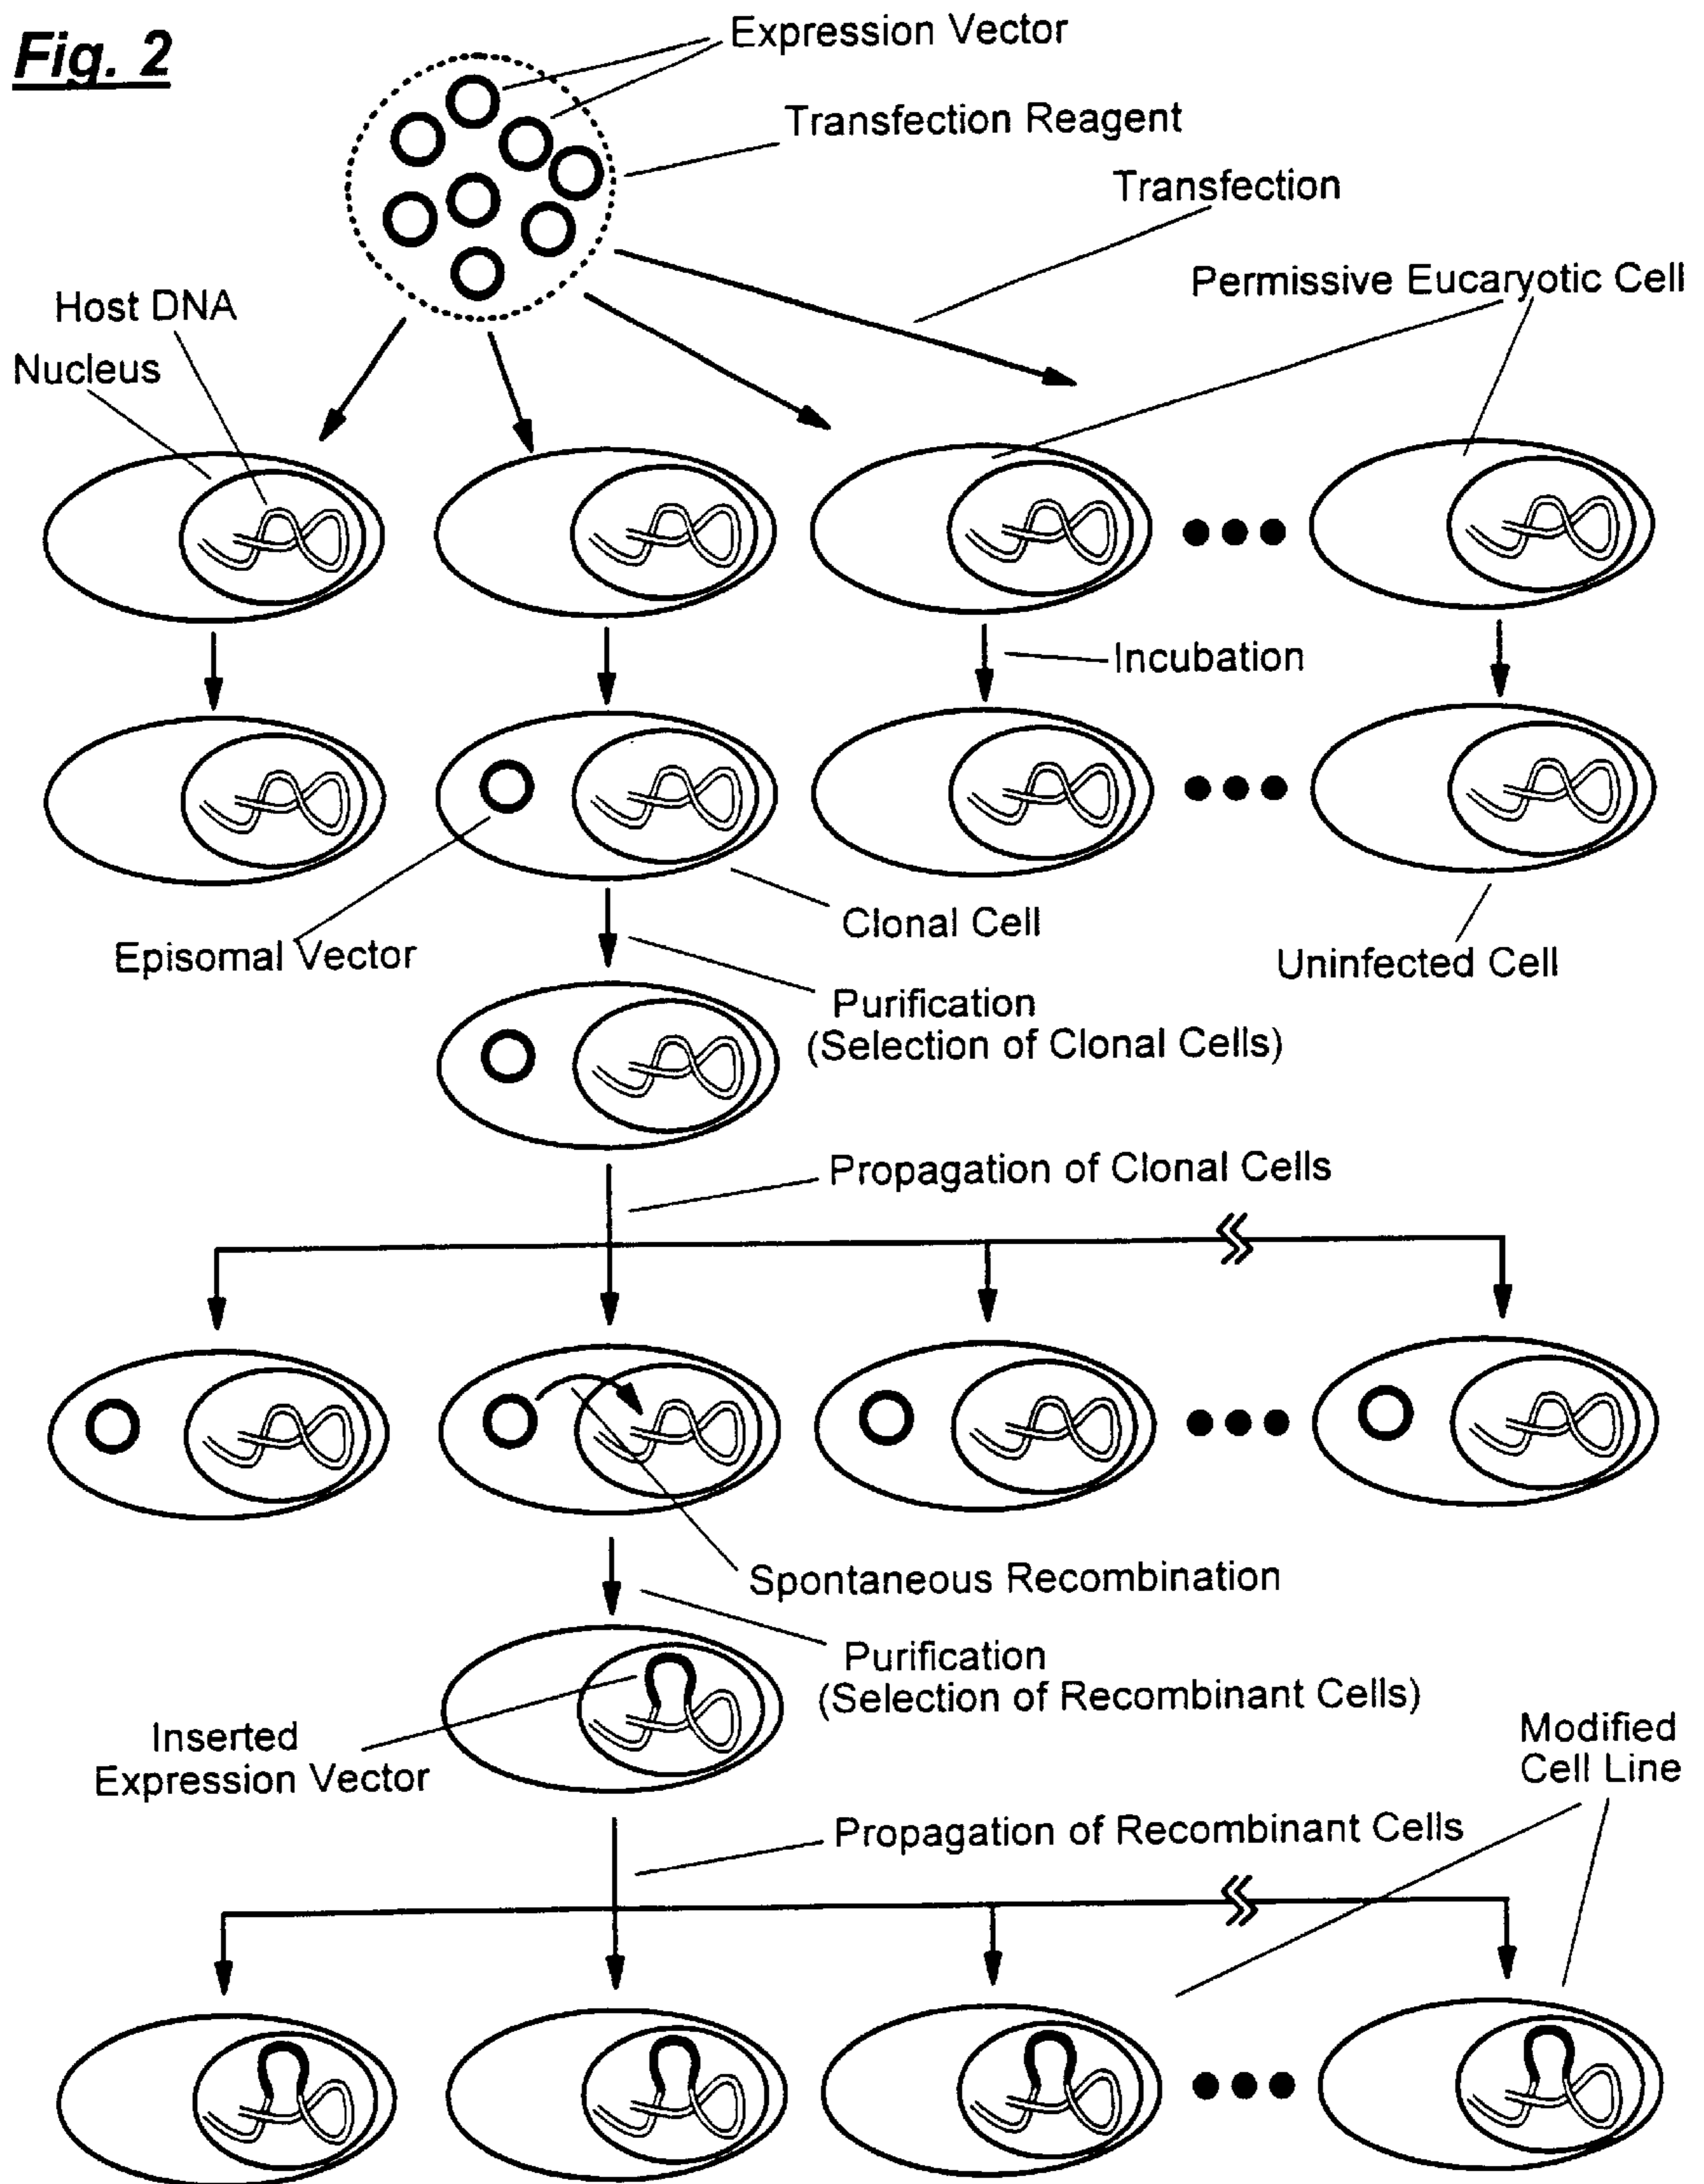 Fig. 2
Expression Vector
Transfection Reagent
Transfection
Permissive Eucaryotic Cell
Host DNA
Nucleus
Incubation
Clonal Cell
Episomal Vector
Uninfected Cell
Purification
(Selection of Clonal Cells)
Propagation of Clonal Cells
Spontaneous Recombination
Purification
(Selection of Recombinant Cells)
Inserted
Expression Vector
Modified
Cell Line
Propagation of Recombinant Cells